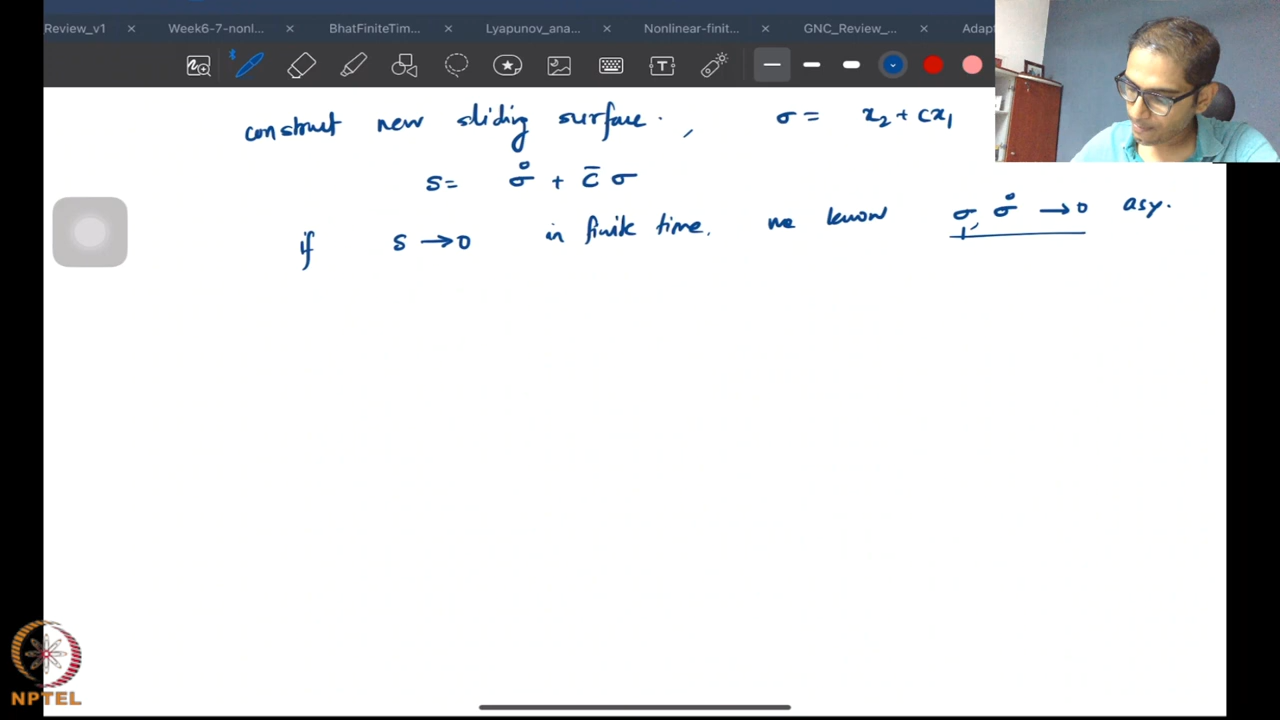 Review_v1 × Week6-7-nonl... × BhatFiniteTim... × Lyapunov_ana... × Nonlinear-finit... × GNC_Review_... × Adap
construct new sliding surface. , σ = x₂ + cx₁
s = σ̇ + c̄ σ
if s → 0 in finite time. we know σ, σ̇ → 0 asy.
NPTEL